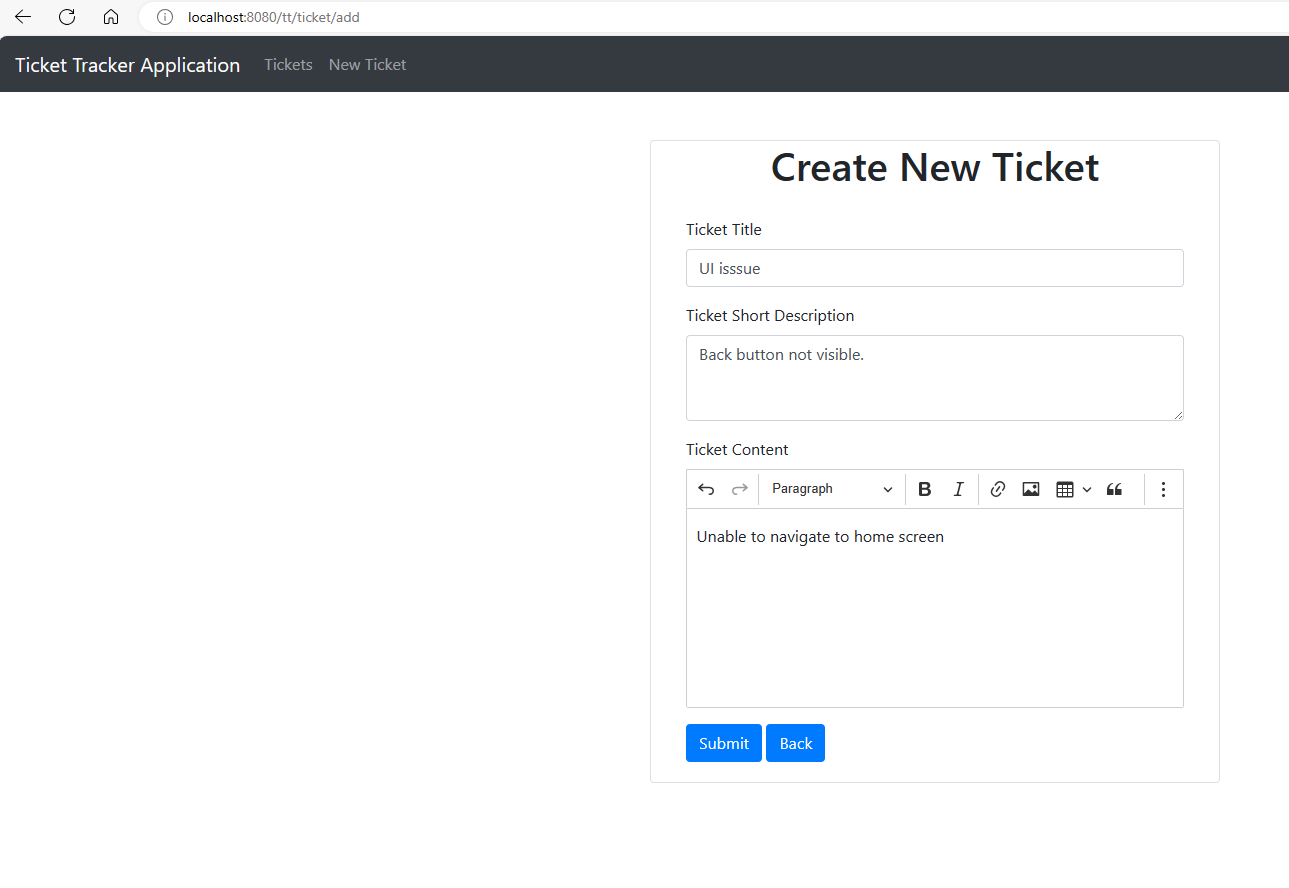 localhost:8080/tt/ticket/add
Ticket Tracker Application Tickets New Ticket
Create New Ticket
Ticket Title
UI isssue
Ticket Short Description
Back button not visible.
Ticket Content
Paragraph B I
Unable to navigate to home screen
Submit Back